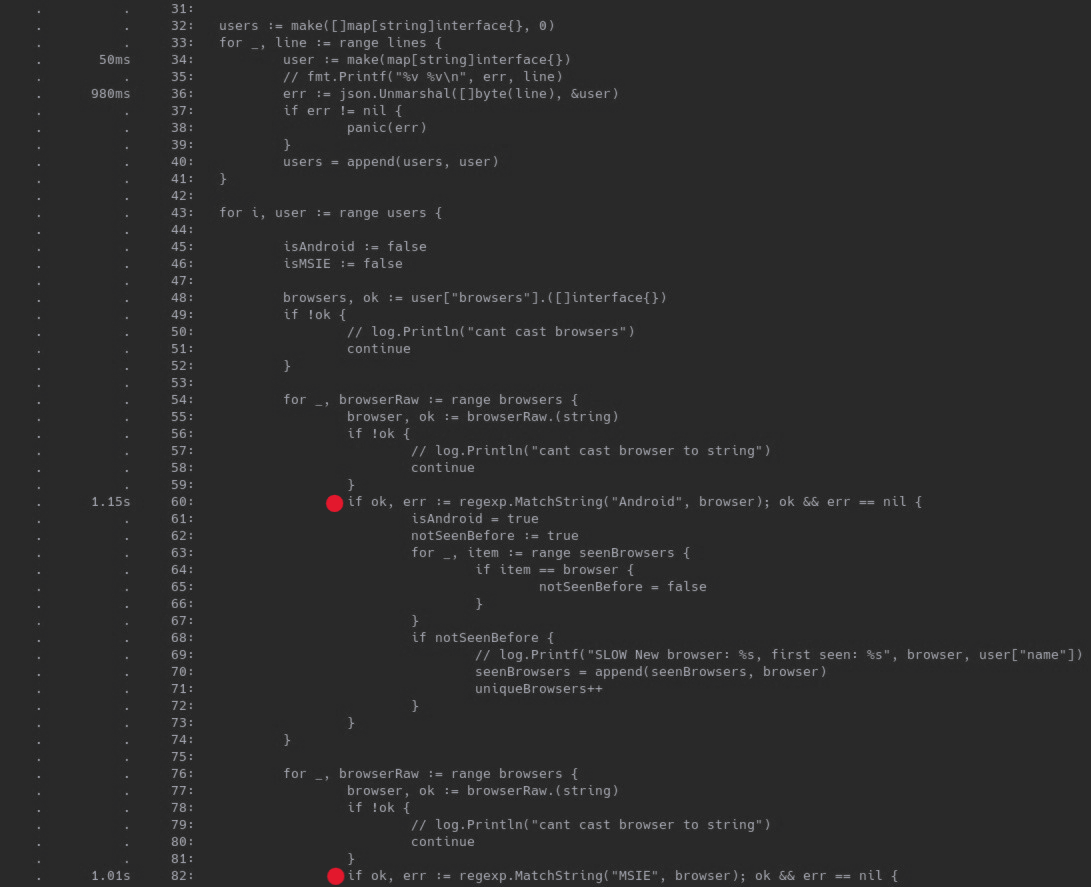 .          .     31:
.          .     32:   users := make([]map[string]interface{}, 0)
.          .     33:   for _, line := range lines {
.       50ms     34:           user := make(map[string]interface{})
.          .     35:           // fmt.Printf("%v %v\n", err, line)
.      980ms     36:           err := json.Unmarshal([]byte(line), &user)
.          .     37:           if err != nil {
.          .     38:                   panic(err)
.          .     39:           }
.          .     40:           users = append(users, user)
.          .     41:   }
.          .     42:
.          .     43:   for i, user := range users {
.          .     44:
.          .     45:           isAndroid := false
.          .     46:           isMSIE := false
.          .     47:
.          .     48:           browsers, ok := user["browsers"].([]interface{})
.          .     49:           if !ok {
.          .     50:                   // log.Println("cant cast browsers")
.          .     51:                   continue
.          .     52:           }
.          .     53:
.          .     54:           for _, browserRaw := range browsers {
.          .     55:                   browser, ok := browserRaw.(string)
.          .     56:                   if !ok {
.          .     57:                           // log.Println("cant cast browser to string")
.          .     58:                           continue
.          .     59:                   }
.      1.15s     60:                   if ok, err := regexp.MatchString("Android", browser); ok && err == nil {
.          .     61:                           isAndroid = true
.          .     62:                           notSeenBefore := true
.          .     63:                           for _, item := range seenBrowsers {
.          .     64:                                   if item == browser {
.          .     65:                                           notSeenBefore = false
.          .     66:                                   }
.          .     67:                           }
.          .     68:                           if notSeenBefore {
.          .     69:                                   // log.Printf("SLOW New browser: %s, first seen: %s", browser, user["name"])
.          .     70:                                   seenBrowsers = append(seenBrowsers, browser)
.          .     71:                                   uniqueBrowsers++
.          .     72:                           }
.          .     73:                   }
.          .     74:           }
.          .     75:
.          .     76:           for _, browserRaw := range browsers {
.          .     77:                   browser, ok := browserRaw.(string)
.          .     78:                   if !ok {
.          .     79:                           // log.Println("cant cast browser to string")
.          .     80:                           continue
.          .     81:                   }
.      1.01s     82:                   if ok, err := regexp.MatchString("MSIE", browser); ok && err == nil {